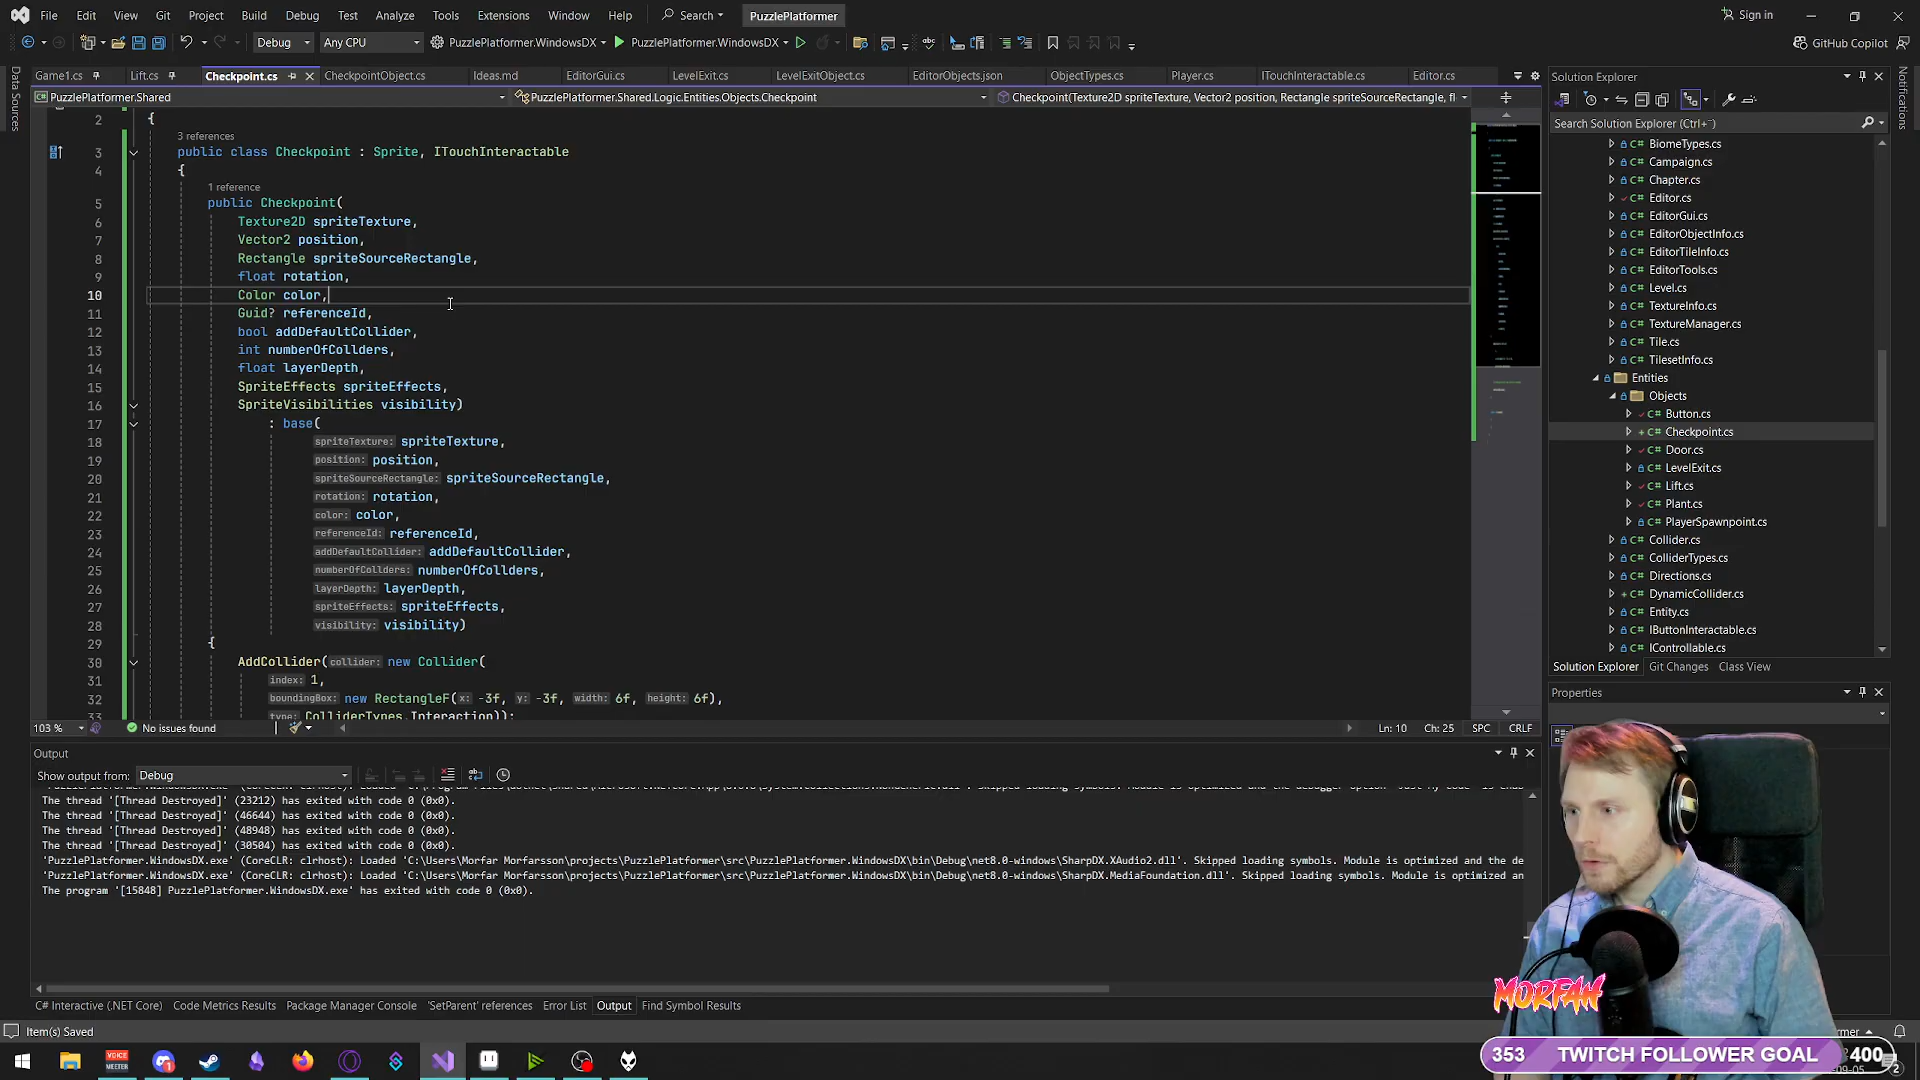 File Edit View Git Project Build Debug Test Analyze Tools Extensions Window Help Search PuzzlePlatformer Sign in
Debug Any CPU PuzzlePlatformer.WindowsDX PuzzlePlatformer.WindowsDX GitHub Copilot
Data Sources
Game1.cs Lift.cs Checkpoint.cs CheckpointObject.cs Ideas.md EditorGui.cs LevelExit.cs LevelExitObject.cs EditorObjects.json ObjectTypes.cs Player.cs ITouchInteractable.cs Editor.cs
PuzzlePlatformer.Shared PuzzlePlatformer.Shared.Logic.Entities.Objects.Checkpoint Checkpoint(Texture2D spriteTexture, Vector2 position, Rectangle spriteSourceRectangle, fl
2 {
3 references
3 public class Checkpoint : Sprite, ITouchInteractable
4 {
1 reference
5 public Checkpoint(
6 Texture2D spriteTexture,
7 Vector2 position,
8 Rectangle spriteSourceRectangle,
9 float rotation,
10 Color color,
11 Guid? referenceId,
12 bool addDefaultCollider,
13 int numberOfCollders,
14 float layerDepth,
15 SpriteEffects spriteEffects,
16 SpriteVisibilities visibility)
17 : base(
18 spriteTexture: spriteTexture,
19 position: position,
20 spriteSourceRectangle: spriteSourceRectangle,
21 rotation: rotation,
22 color: color,
23 referenceId: referenceId,
24 addDefaultCollider: addDefaultCollider,
25 numberOfCollders: numberOfCollders,
26 layerDepth: layerDepth,
27 spriteEffects: spriteEffects,
28 visibility: visibility)
29 {
30 AddCollider(collider: new Collider(
31 index: 1,
32 boundingBox: new RectangleF(x: -3f, y: -3f, width: 6f, height: 6f),
33 type: ColliderTypes.Interaction));
103 % No issues found Ln: 10 Ch: 25 SPC CRLF
Solution Explorer
Search Solution Explorer (Ctrl+¨)
BiomeTypes.cs
Campaign.cs
Chapter.cs
Editor.cs
EditorGui.cs
EditorObjectInfo.cs
EditorTileInfo.cs
EditorTools.cs
Level.cs
TextureInfo.cs
TextureManager.cs
Tile.cs
TilesetInfo.cs
Entities
Objects
Button.cs
Checkpoint.cs
Door.cs
LevelExit.cs
Lift.cs
Plant.cs
PlayerSpawnpoint.cs
Collider.cs
ColliderTypes.cs
Directions.cs
DynamicCollider.cs
Entity.cs
IButtonInteractable.cs
IControllable.cs
Solution Explorer Git Changes Class View
Notifications
Properties
Output
Show output from: Debug
The thread '[Thread Destroyed]' (23212) has exited with code 0 (0x0).
The thread '[Thread Destroyed]' (46644) has exited with code 0 (0x0).
The thread '[Thread Destroyed]' (48948) has exited with code 0 (0x0).
The thread '[Thread Destroyed]' (30504) has exited with code 0 (0x0).
'PuzzlePlatformer.WindowsDX.exe' (CoreCLR: clrhost): Loaded 'C:\Users\Morfar Morfarsson\projects\PuzzlePlatformer\src\PuzzlePlatformer.WindowsDX\bin\Debug\net8.0-windows\SharpDX.XAudio2.dll'. Skipped loading symbols. Module is optimized and the de
'PuzzlePlatformer.WindowsDX.exe' (CoreCLR: clrhost): Loaded 'C:\Users\Morfar Morfarsson\projects\PuzzlePlatformer\src\PuzzlePlatformer.WindowsDX\bin\Debug\net8.0-windows\SharpDX.MediaFoundation.dll'. Skipped loading symbols. Module is optimized an
The program '[15848] PuzzlePlatformer.WindowsDX.exe' has exited with code 0 (0x0).
C# Interactive (.NET Core) Code Metrics Results Package Manager Console 'SetParent' references Error List Output Find Symbol Results
Item(s) Saved
MORFAH
353 TWITCH FOLLOWER GOAL 400